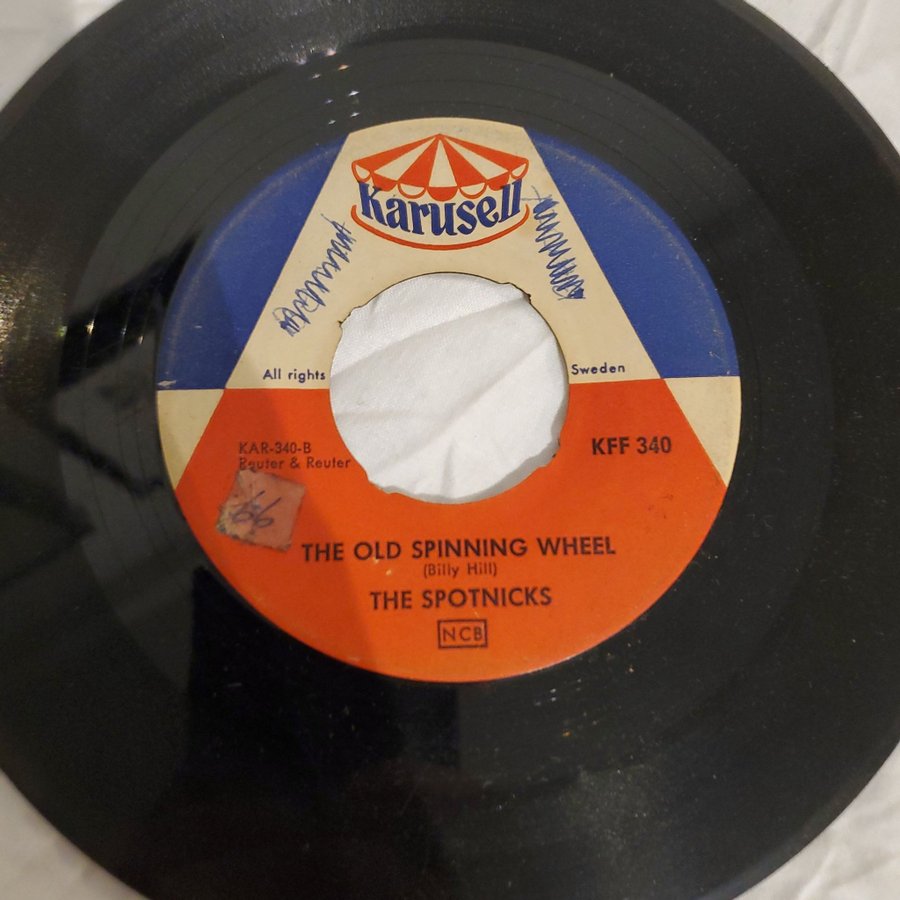 Karusell
All rights Sweden
KAR-340-B KFF 340
Reuter & Reuter
66
THE OLD SPINNING WHEEL
(Billy Hill)
THE SPOTNICKS
NCB